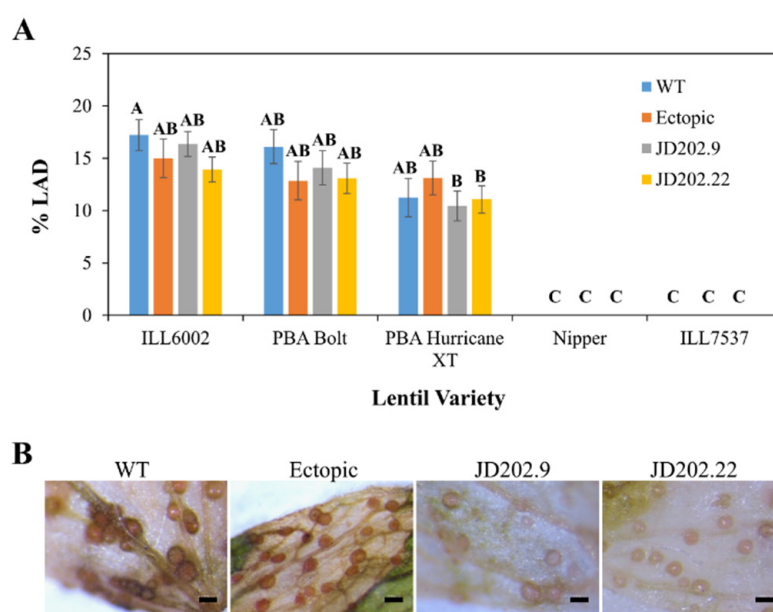 A
25
20
15
10
5
0
% LAD
A AB AB AB
AB AB AB AB
AB AB B B
C C C
C C C
WT
Ectopic
JD202.9
JD202.22
ILL6002 PBA Bolt PBA Hurricane XT Nipper ILL7537
Lentil Variety
B
WT Ectopic JD202.9 JD202.22